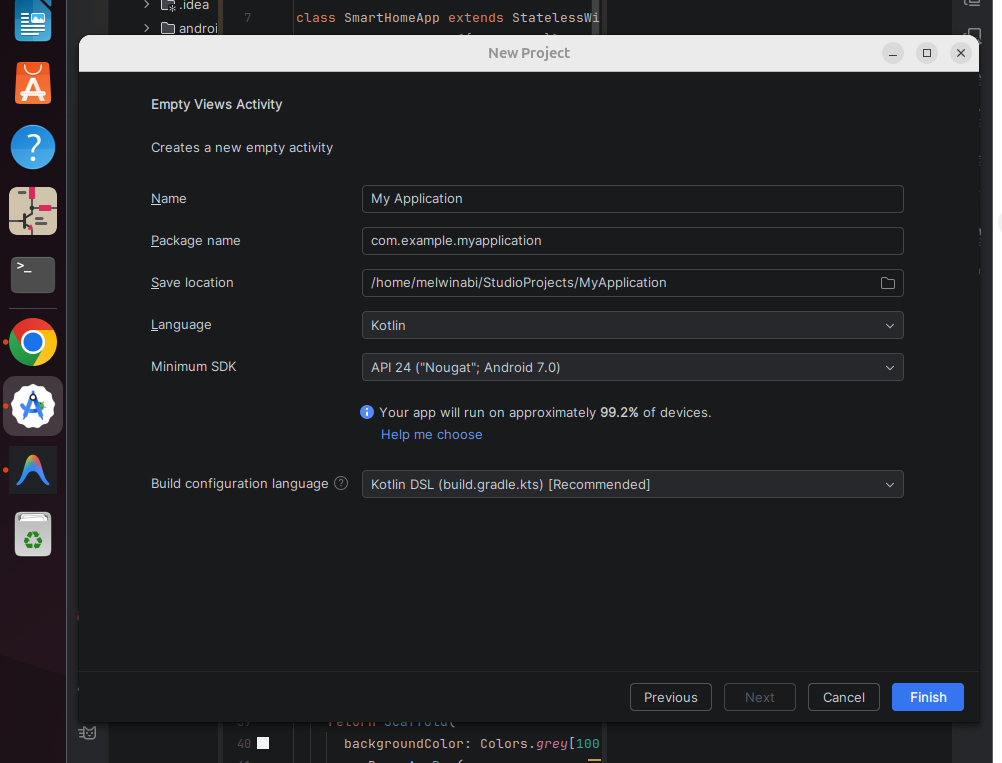 .idea
7 class SmartHomeApp extends StatelessWi
androi
New Project
Empty Views Activity
Creates a new empty activity
Name My Application
Package name com.example.myapplication
Save location /home/melwinabi/StudioProjects/MyApplication
Language Kotlin
Minimum SDK API 24 ("Nougat"; Android 7.0)
Your app will run on approximately 99.2% of devices.
Help me choose
Build configuration language ? Kotlin DSL (build.gradle.kts) [Recommended]
Previous Next Cancel Finish
return Scaffold(
40 backgroundColor: Colors.grey[100